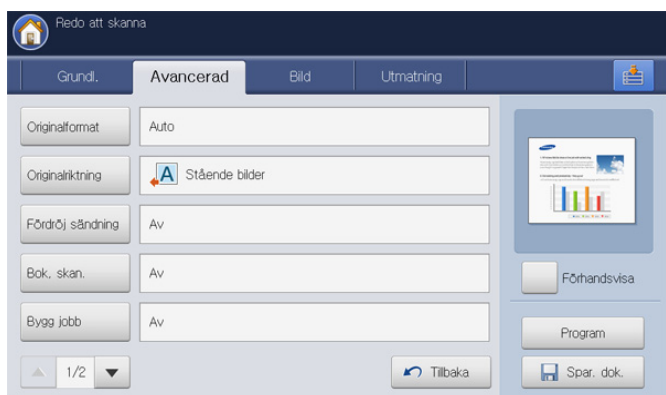 Redo att skanna
Grundl.
Avancerad
Bild
Utmatning
Originalformat
Auto
Originalriktning
A
Stående bilder
Fördröj sändning
Av
Bok, skan.
Av
Bygg jobb
Av
1/2
Tillbaka
Förhandsvisa
Program
Spar. dok.